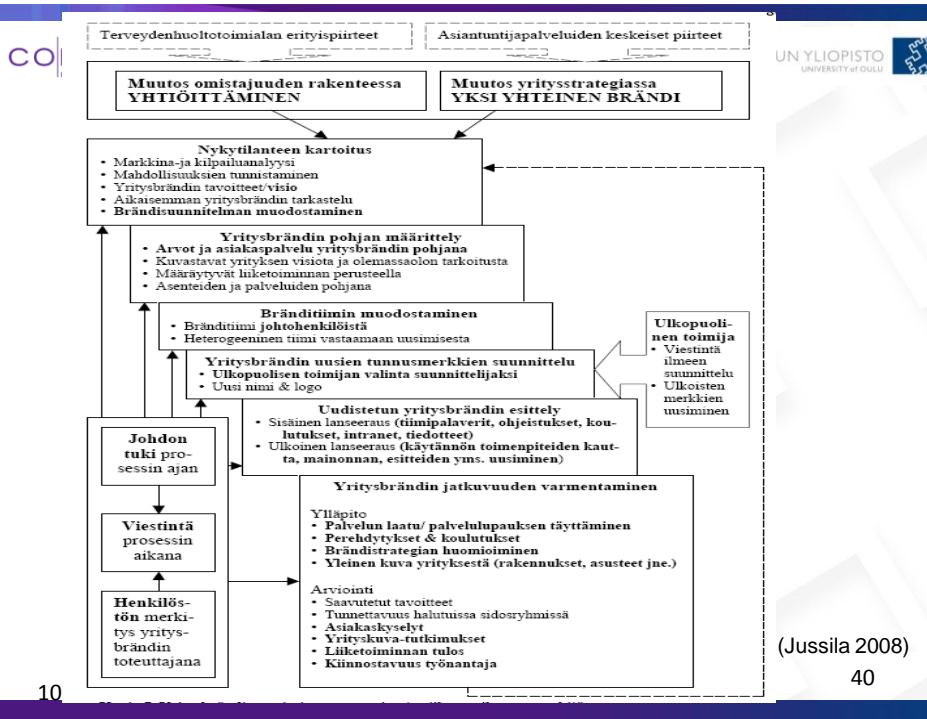 Terveydenhuoltotoimialan erityispiirteet
Asiantuntijapalveluiden keskeiset piirteet
CO
UN YLIOPISTO
UNIVERSITY of OULU
Muutos omistajuuden rakenteessa
YHTIÖITTÄMINEN
Muutos yritysstrategiassa
YKSI YHTEINEN BRÄNDI
Nykytilanteen kartoitus
• Markkina-ja kilpailuanalyysi
• Mahdollisuuksien tunnistaminen
• Yritysbrändin tavoitteet/visio
• Aikaisemman yritysbrändin tarkastelu
• Brändisuunnitelman muodostaminen
Yritysbrändin pohjan määrittely
• Arvot ja asiakaspalvelu yritysbrändin pohjana
• Kuvastavat yrityksen visiota ja olemassaolon tarkoitusta
• Määräytyvät liiketoiminnan perusteella
• Asenteiden ja palveluiden pohjana
Bränditiimin muodostaminen
• Bränditiimi johtohenkilöistä
• Heterogeeninen tiimi vastaamaan uusimisesta
Yritysbrändin uusien tunnusmerkkien suunnittelu
• Ulkopuolisen toimijan valinta suunnittelijaksi
• Uusi nimi & logo
Ulkopuoli-
nen toimija
• Viestintä
ilmeen
suunnittelu
• Ulkoisten
merkkien
uusiminen
Uudistetun yritysbrändin esittely
• Sisäinen lanseeraus (tiimipalaverit, ohjeistukset, kou-
lutukset, intranet, tiedotteet)
• Ulkoinen lanseeraus (käytännön toimenpiteiden kaut-
ta, mainonnan, esitteiden yms. uusiminen)
Johdon
tuki pro-
sessin ajan
Viestintä
prosessin
aikana
Henkilös-
tön merki-
tys yritys-
brändin
toteuttajana
Yritysbrändin jatkuvuuden varmentaminen
Ylläpito
• Palvelun laatu/ palvelulupauksen täyttäminen
• Perehdytykset & koulutukset
• Brändistrategian huomioiminen
• Yleinen kuva yrityksestä (rakennukset, asusteet jne.)
Arviointi
• Saavutetut tavoitteet
• Tunnettavuus halutuissa sidosryhmissä
• Asiakaskyselyt
• Yrityskuva-tutkimukset
• Liiketoiminnan tulos
• Kiinnostavuus työnantaja
(Jussila 2008)
40
10